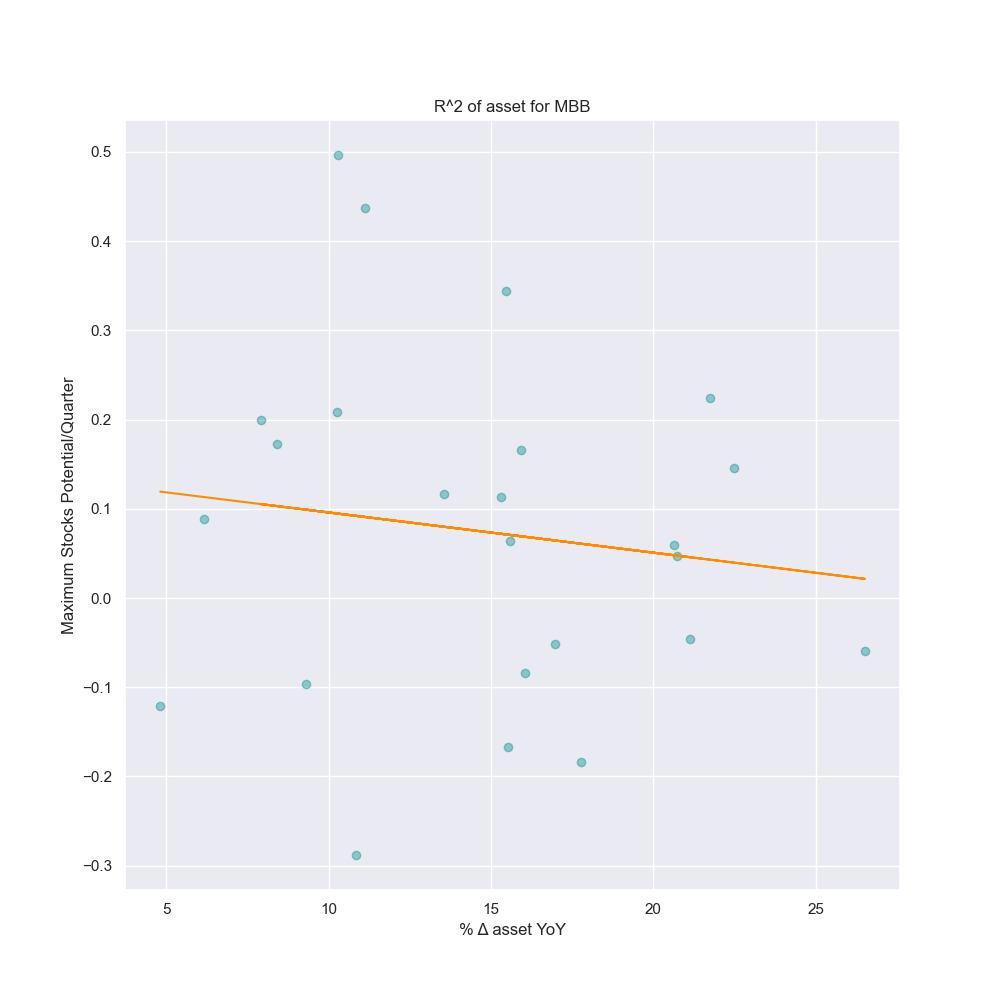 R^2 of asset for MBB
Maximum Stocks Potential/Quarter
0.5
0.4
0.3
0.2
0.1
0.0
−0.1
−0.2
−0.3
5 10 15 20 25
% Δ asset YoY